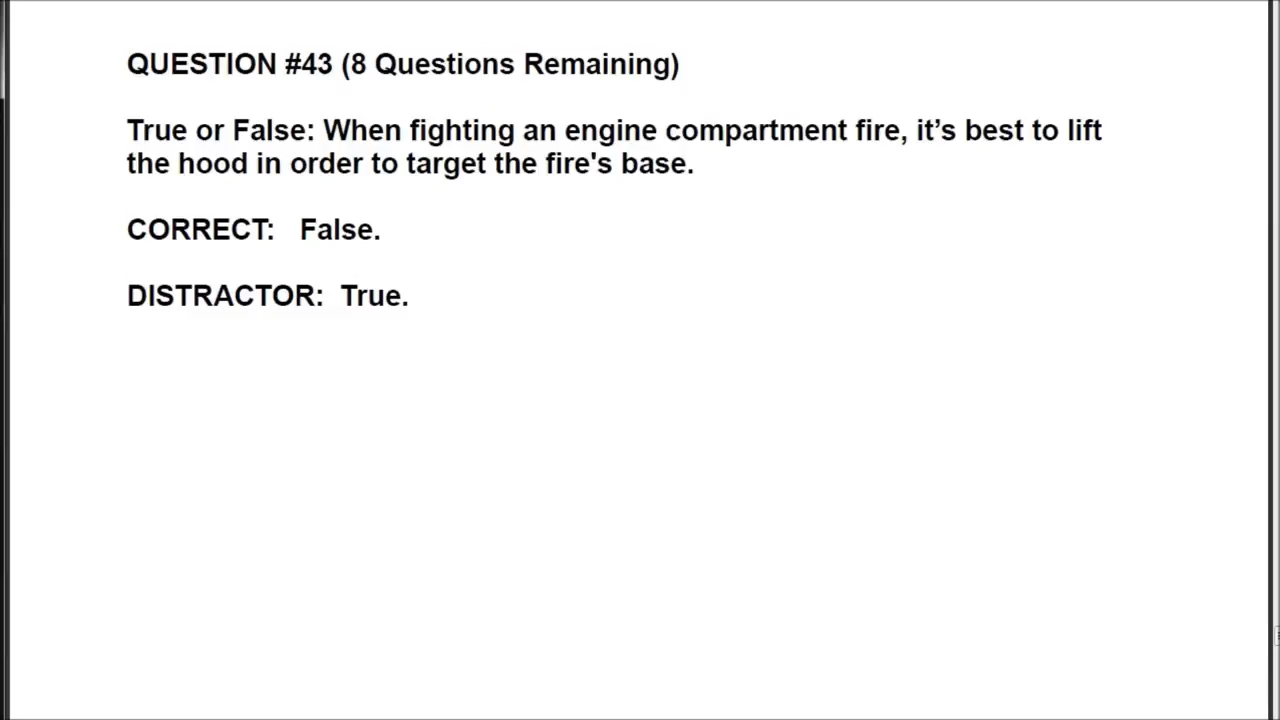 QUESTION #43 (8 Questions Remaining)
True or False: When fighting an engine compartment fire, it’s best to lift
the hood in order to target the fire's base.
CORRECT:   False.
DISTRACTOR:  True.